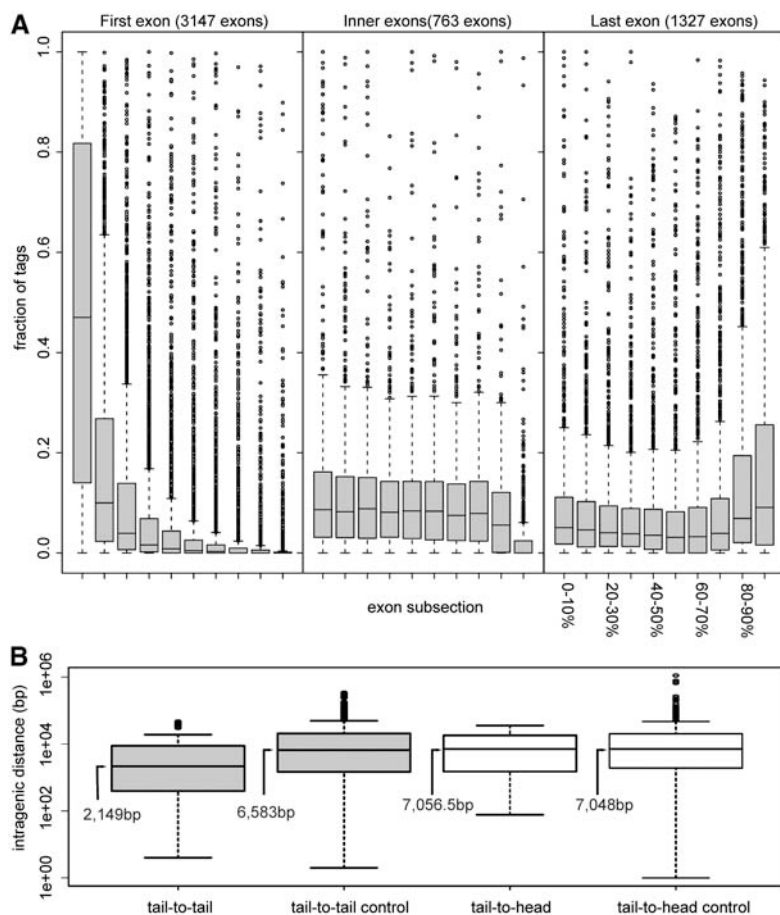 A
First exon (3147 exons)
Inner exons(763 exons)
Last exon (1327 exons)
fraction of tags
1.0
0.8
0.6
0.4
0.2
0.0
exon subsection
0-10%
20-30%
40-50%
60-70%
80-90%
B
intragenic distance (bp)
1e+06
1e+04
1e+02
1e+00
2,149bp
6,583bp
7,056.5bp
7,048bp
tail-to-tail
tail-to-tail control
tail-to-head
tail-to-head control